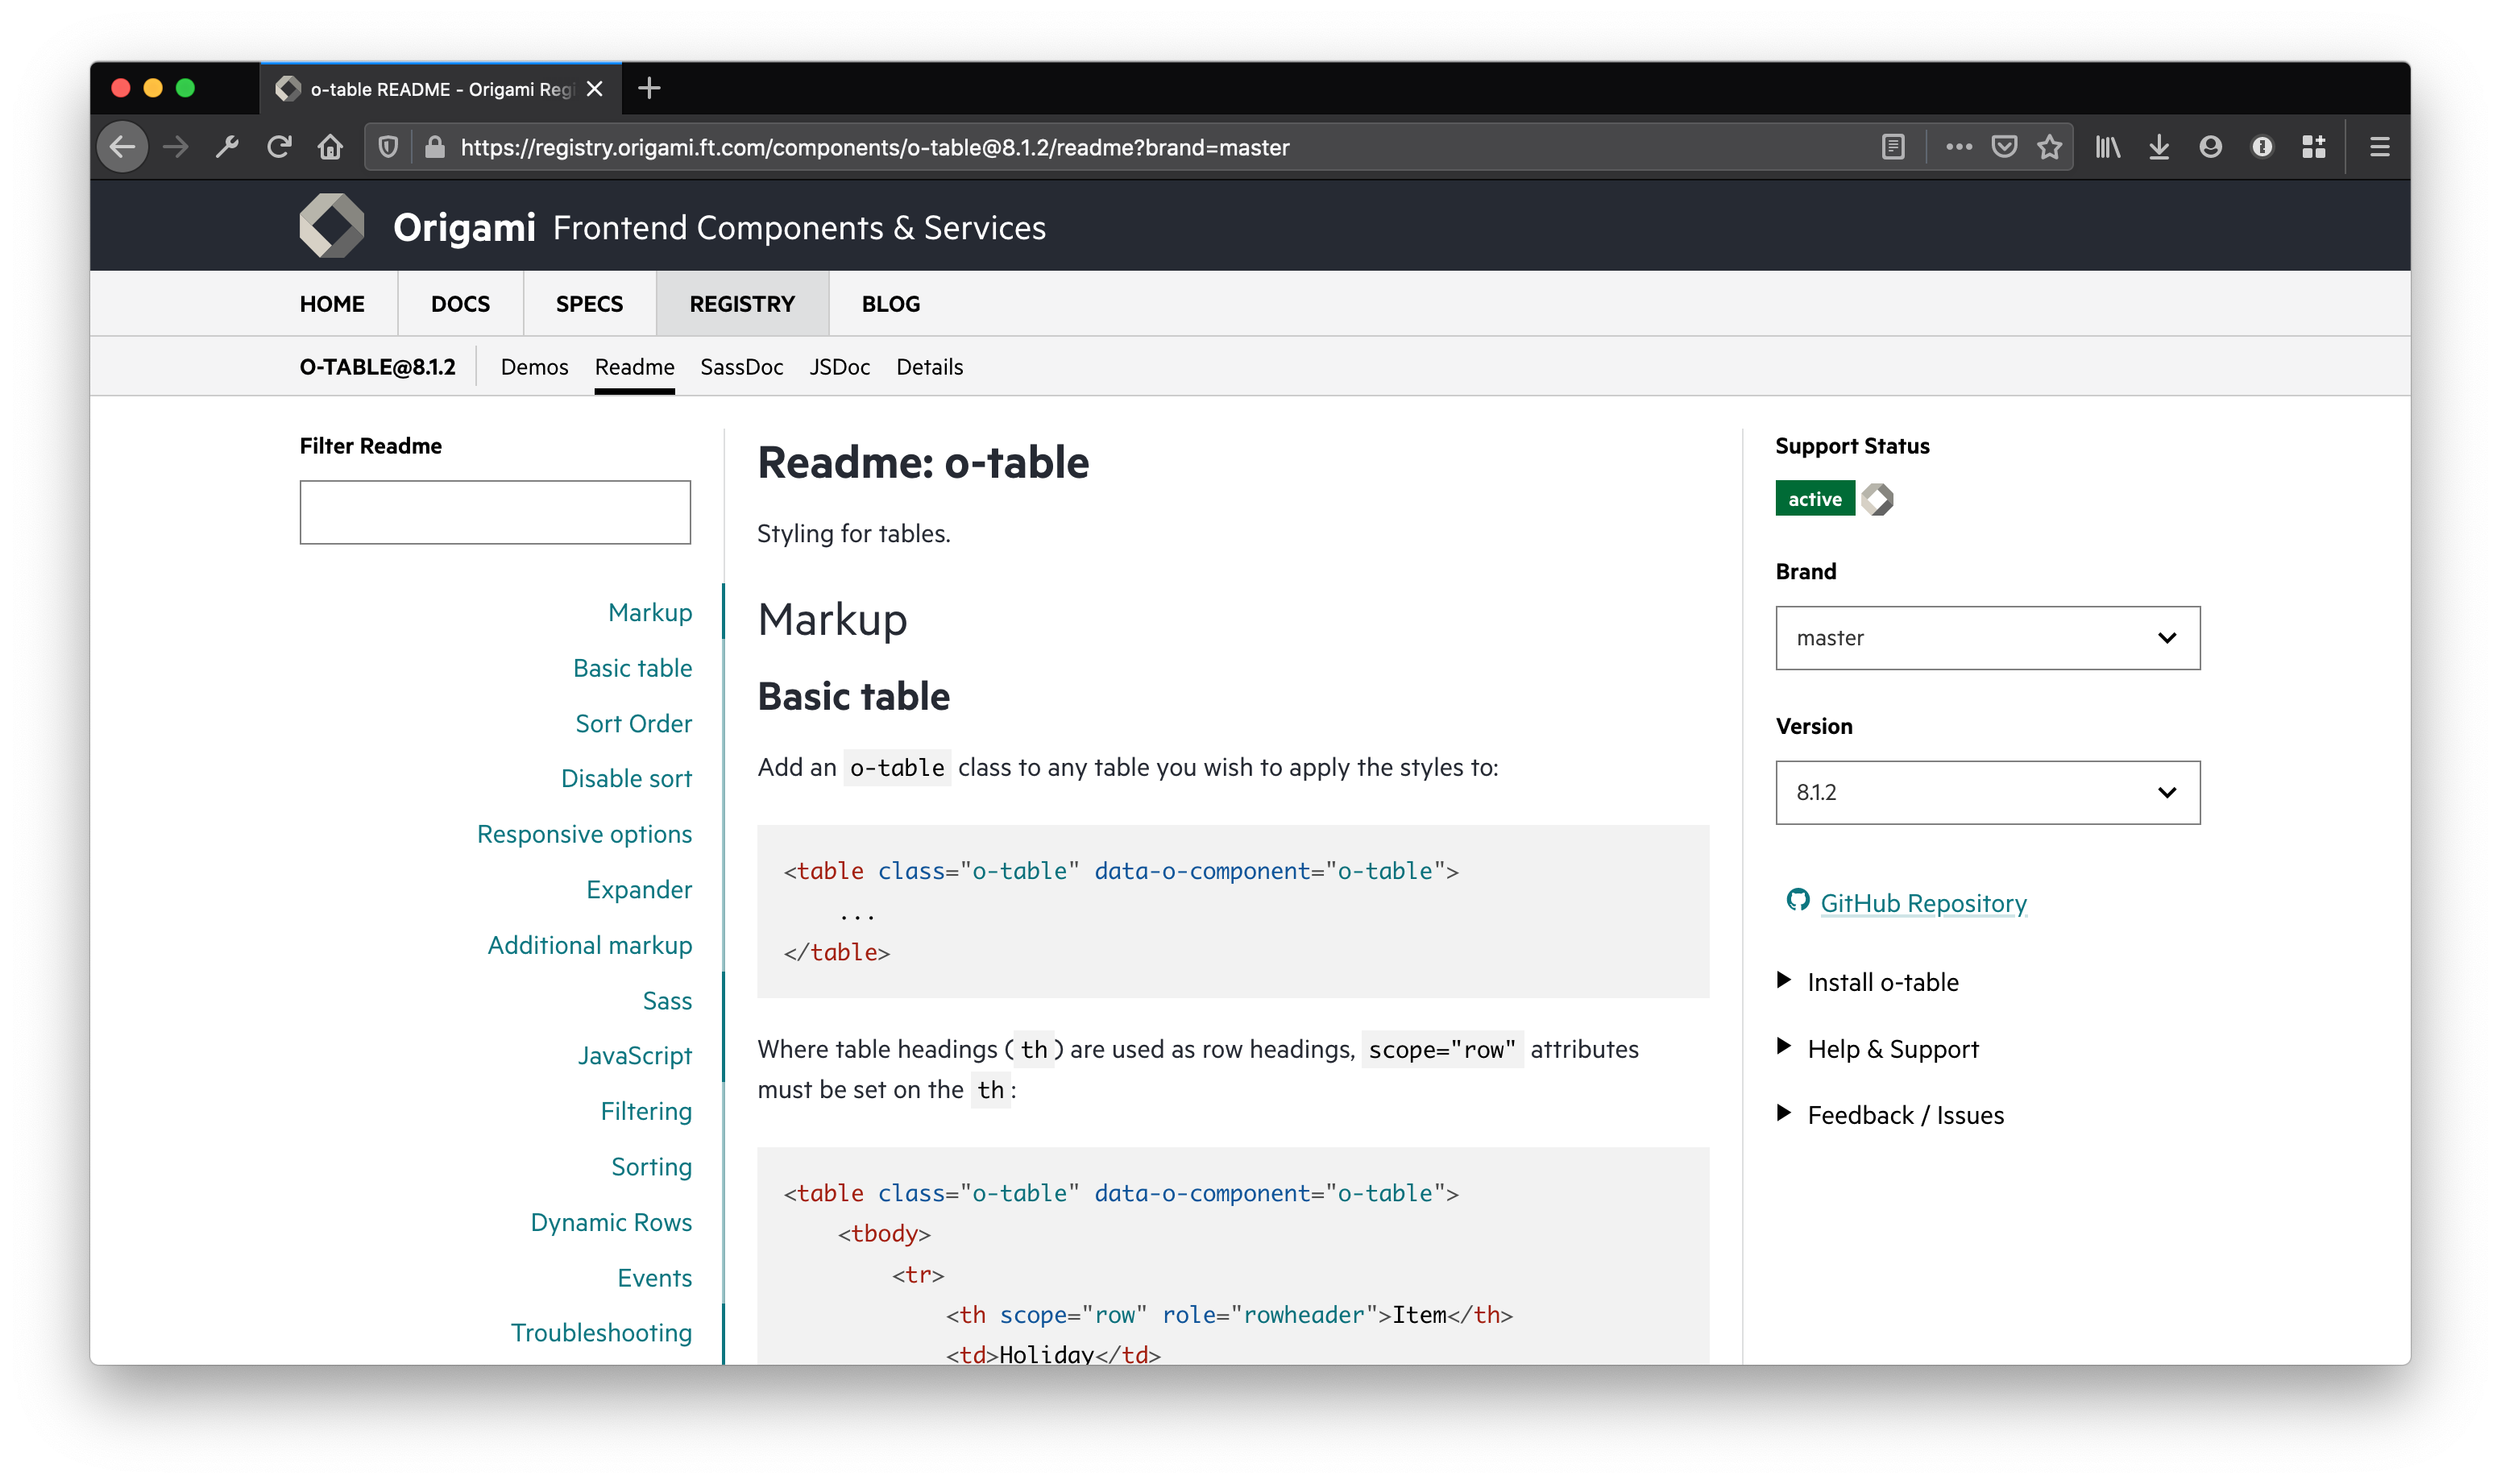 o-table README - Origami Regi
https://registry.origami.ft.com/components/o-table@8.1.2/readme?brand=master
Origami Frontend Components & Services
HOME
DOCS
SPECS
REGISTRY
BLOG
O-TABLE@8.1.2
Demos
Readme
SassDoc
JSDoc
Details
Filter Readme
Markup
Basic table
Sort Order
Disable sort
Responsive options
Expander
Additional markup
Sass
JavaScript
Filtering
Sorting
Dynamic Rows
Events
Troubleshooting
Readme: o-table
Styling for tables.
Markup
Basic table
Add an o-table class to any table you wish to apply the styles to:
<table class="o-table" data-o-component="o-table">
...
</table>
Where table headings (th) are used as row headings, scope="row" attributes
must be set on the th:
<table class="o-table" data-o-component="o-table">
<tbody>
<tr>
<th scope="row" role="rowheader">Item</th>
<td>Holiday</td>
Support Status
active
Brand
master
Version
8.1.2
GitHub Repository
Install o-table
Help & Support
Feedback / Issues